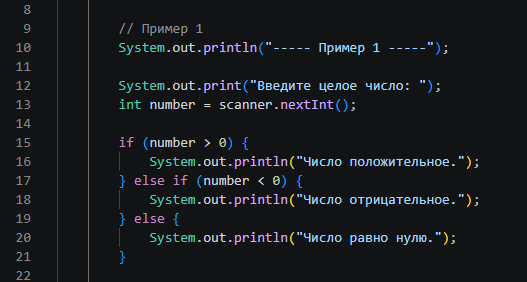 8
9 // Пример 1
10 System.out.println("----- Пример 1 -----");
11
12 System.out.print("Введите целое число: ");
13 int number = scanner.nextInt();
14
15 if (number > 0) {
16 System.out.println("Число положительное.");
17 } else if (number < 0) {
18 System.out.println("Число отрицательное.");
19 } else {
20 System.out.println("Число равно нулю.");
21 }
22